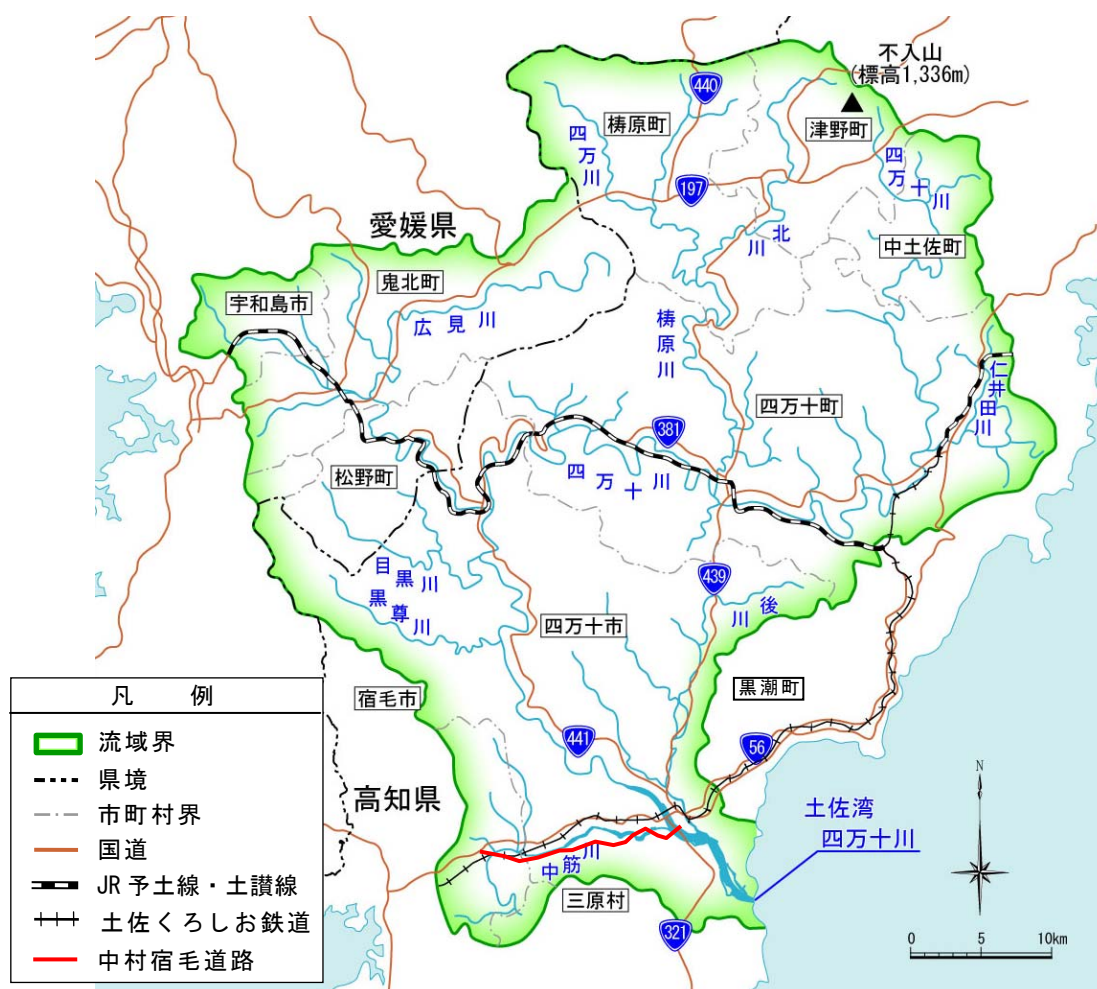 不入山
(標高1,336m)
440
梼原町
津野町
四万川
四万十川
197
愛媛県
北川
中土佐町
鬼北町
宇和島市
広見川
梼原川
仁井田川
四万十町
381
四万十川
松野町
439
目黒川
後川
黒尊川
四万十市
黒潮町
宿毛市
441
56
高知県
土佐湾
四万十川
中筋川
三原村
321
凡 例
流域界
県境
市町村界
国道
JR予土線・土讃線
土佐くろしお鉄道
中村宿毛道路
N
0 5 10km